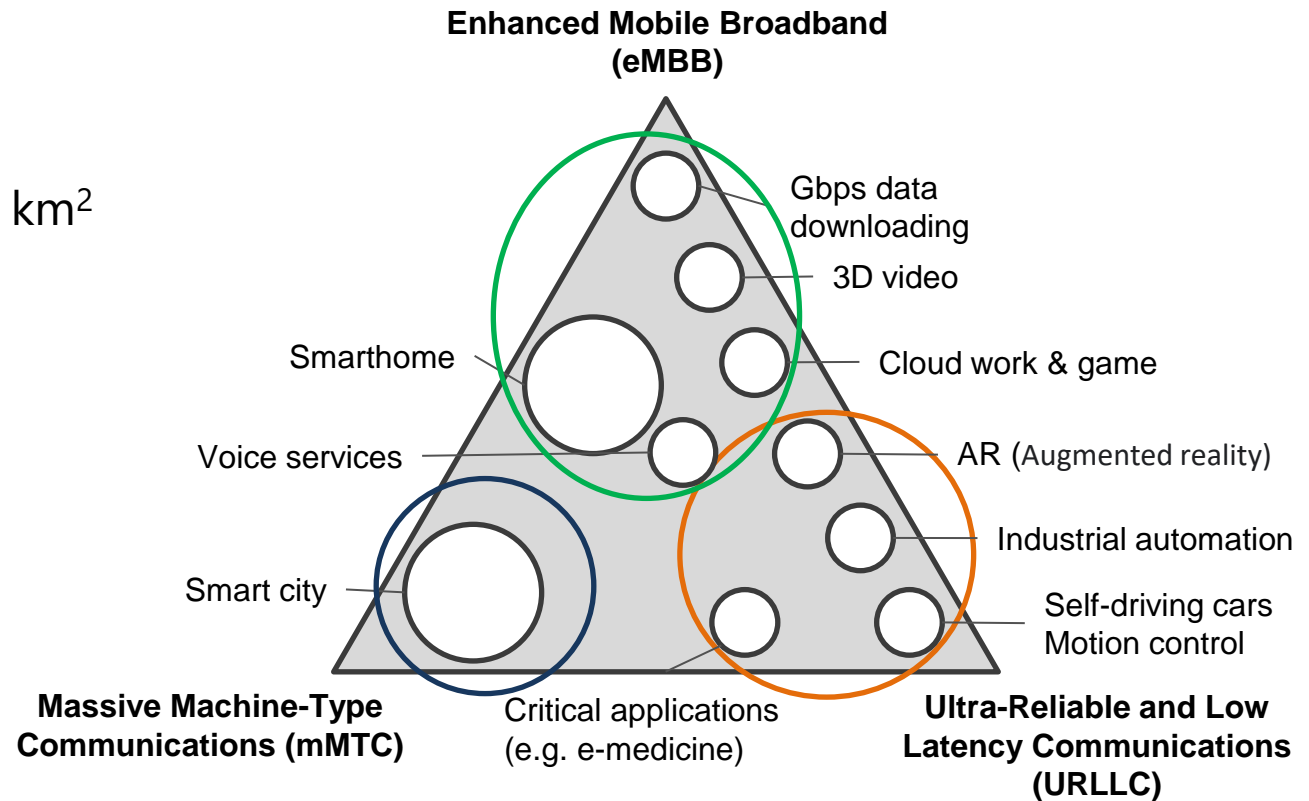 Enhanced Mobile Broadband
(eMBB)
km²
Gbps data
downloading
3D video
Smarthome
Cloud work & game
Voice services
AR (Augmented reality)
Industrial automation
Smart city
Self-driving cars
Motion control
Massive Machine-Type
Communications (mMTC)
Critical applications
(e.g. e-medicine)
Ultra-Reliable and Low
Latency Communications
(URLLC)